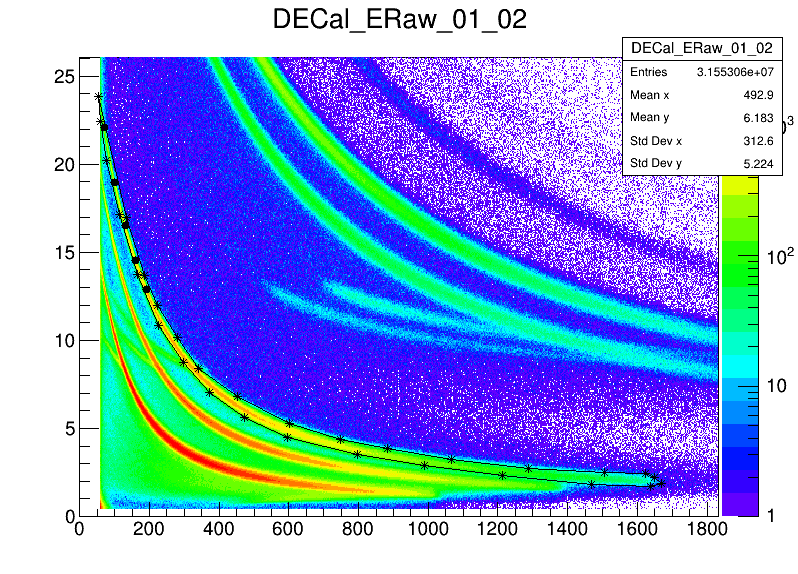 DECal_ERaw_01_02
DECal_ERaw_01_02
Entries 3.155306e+07
Mean x 492.9
Mean y 6.183
Std Dev x 312.6
Std Dev y 5.224
25
20
15
10
5
0
0 200 400 600 800 1000 1200 1400 1600 1800
10²
10
1